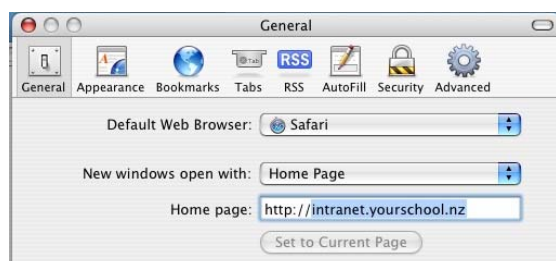 General
Tab RSS
General Appearance Bookmarks Tabs RSS AutoFill Security Advanced
Default Web Browser: Safari
New windows open with: Home Page
Home page: http://intranet.yourschool.nz
Set to Current Page